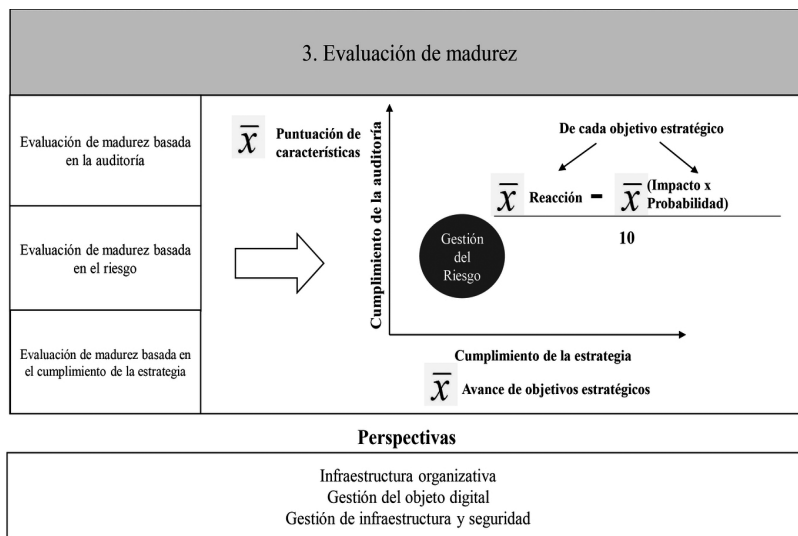 3. Evaluación de madurez
Evaluación de madurez basada
en la auditoría
Evaluación de madurez basada
en el riesgo
Evaluación de madurez basada en
el cumplimiento de la estrategia
x̅ Puntuación de
características
Cumplimiento de la auditoría
De cada objetivo estratégico
x̅ Reacción - x̅ (Impacto x
Probabilidad)
10
Gestión
del
Riesgo
Cumplimiento de la estrategia
x̅ Avance de objetivos estratégicos
Perspectivas
Infraestructura organizativa
Gestión del objeto digital
Gestión de infraestructura y seguridad